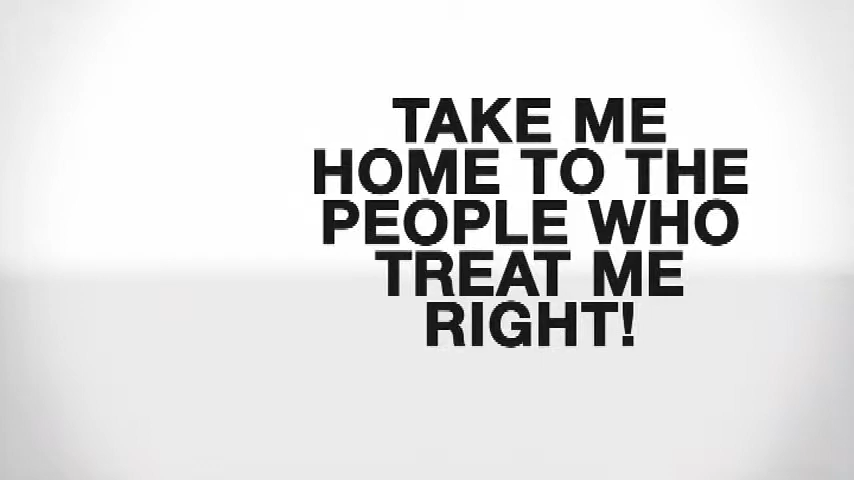 TAKE ME
HOME TO THE
PEOPLE WHO
TREAT ME
RIGHT!